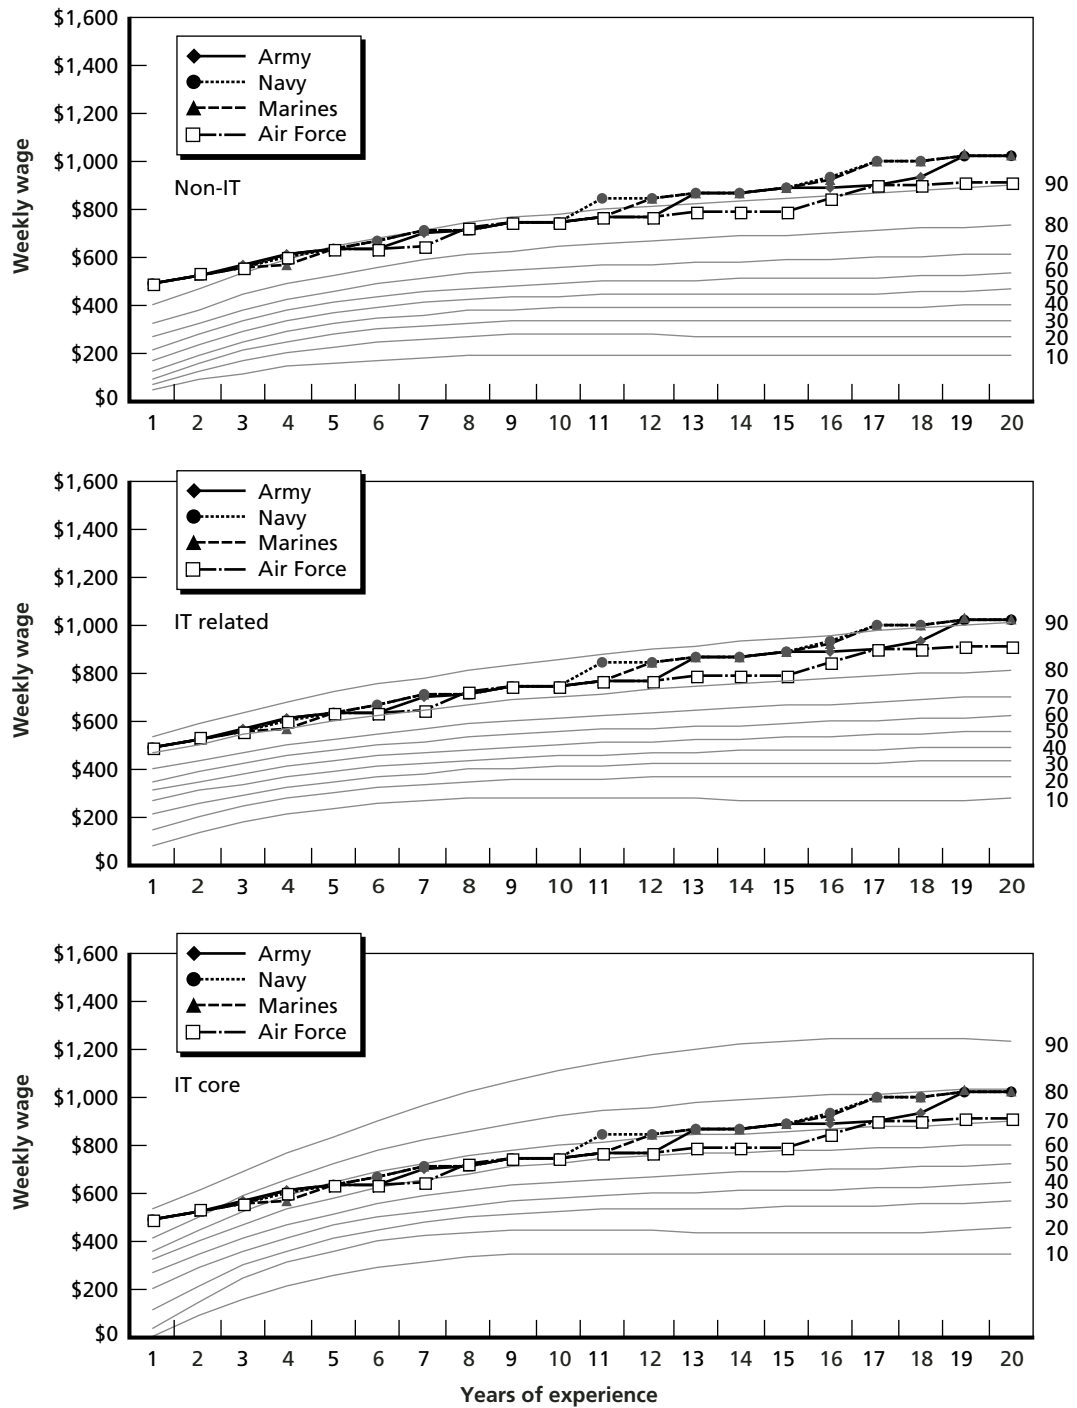 $1,600
$1,400
$1,200
$1,000
$800
$600
$400
$200
$0
Weekly wage
Army
Navy
Marines
Air Force
Non-IT
90
80
70
60
50
40
30
20
10
1 2 3 4 5 6 7 8 9 10 11 12 13 14 15 16 17 18 19 20
$1,600
$1,400
$1,200
$1,000
$800
$600
$400
$200
$0
Weekly wage
Army
Navy
Marines
Air Force
IT related
90
80
70
60
50
40
30
20
10
1 2 3 4 5 6 7 8 9 10 11 12 13 14 15 16 17 18 19 20
$1,600
$1,400
$1,200
$1,000
$800
$600
$400
$200
$0
Weekly wage
Army
Navy
Marines
Air Force
IT core
90
80
70
60
50
40
30
20
10
1 2 3 4 5 6 7 8 9 10 11 12 13 14 15 16 17 18 19 20
Years of experience